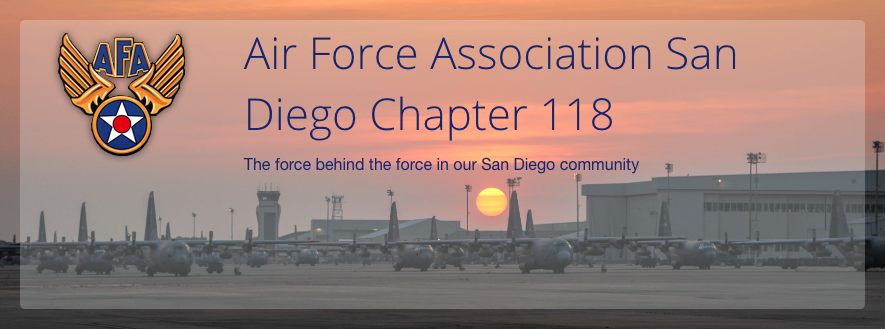 AFA
Air Force Association San
Diego Chapter 118
The force behind the force in our San Diego community